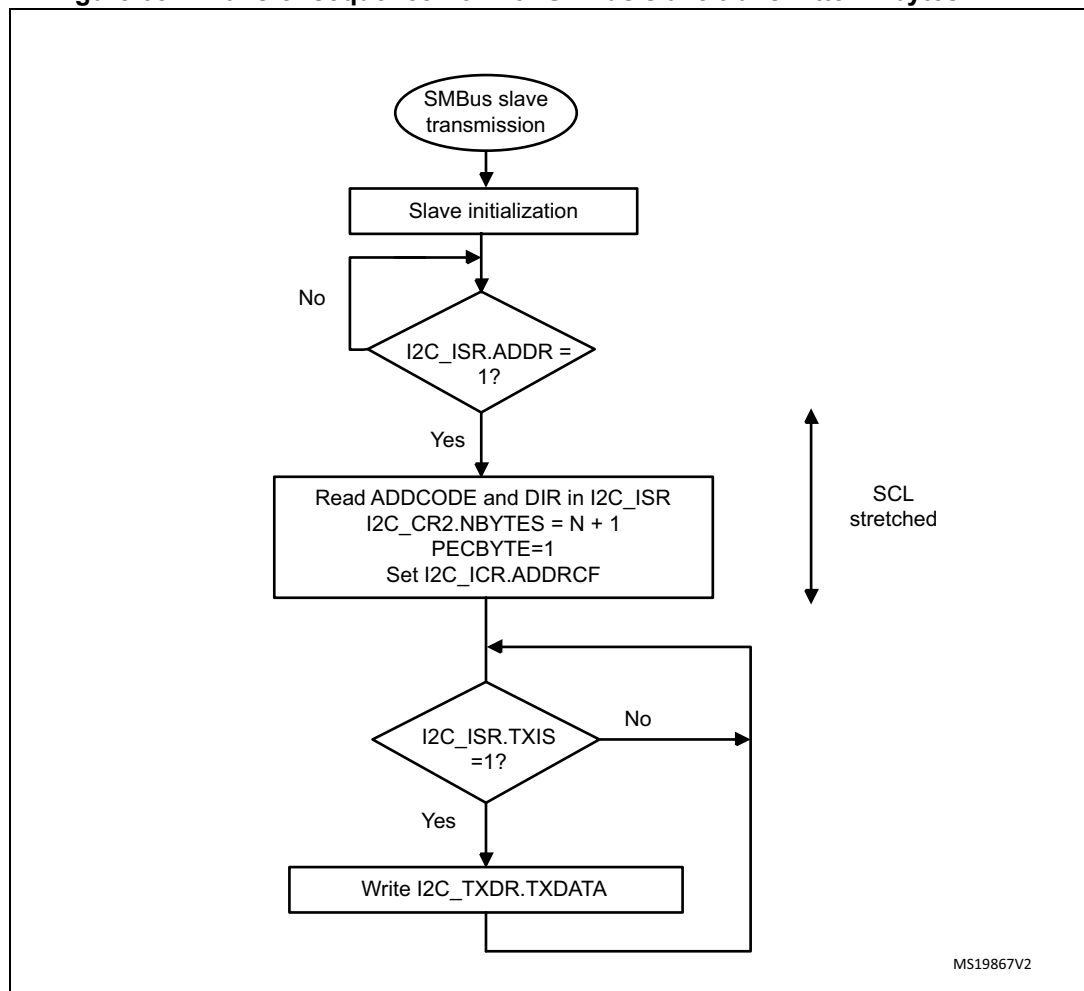 SMBus slave
transmission
Slave initialization
No
I2C_ISR.ADDR =
1?
Yes
Read ADDCODE and DIR in I2C_ISR
I2C_CR2.NBYTES = N + 1
PECBYTE=1
Set I2C_ICR.ADDRCF
SCL
stretched
I2C_ISR.TXIS
=1?
No
Yes
Write I2C_TXDR.TXDATA
MS19867V2